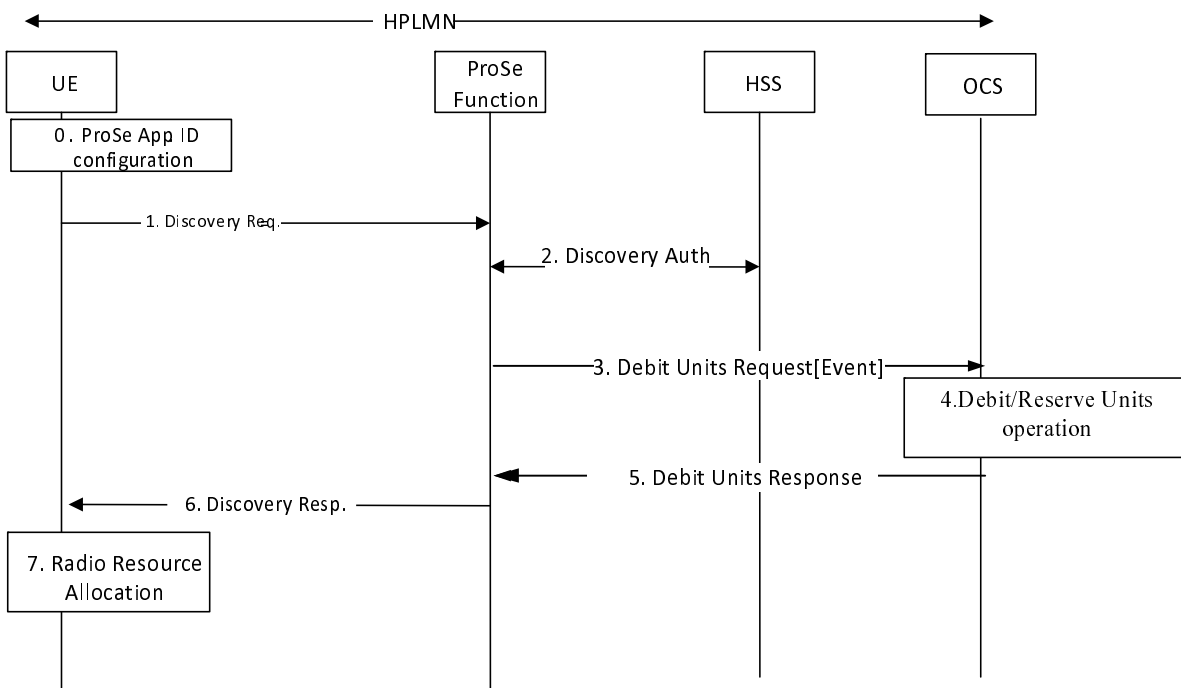 HPLMN
UE
ProSe
Function
HSS
OCS
0. ProSe App ID
configuration
1. Discovery Req.
2. Discovery Auth
3. Debit Units Request[Event]
4.Debit/Reserve Units
operation
5. Debit Units Response
6. Discovery Resp.
7. Radio Resource
Allocation